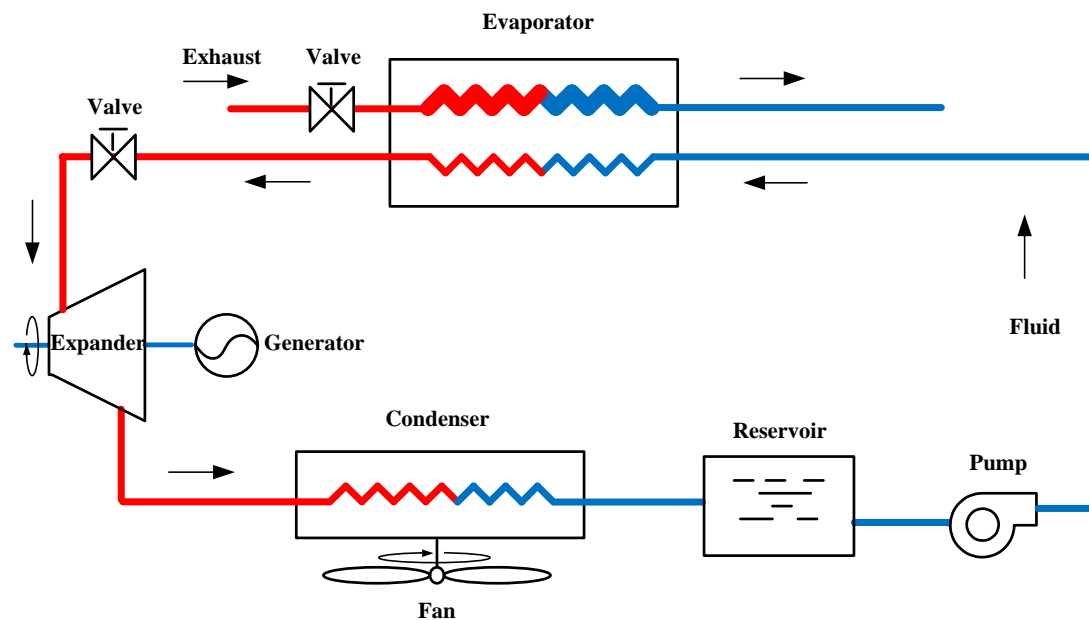 Evaporator
Exhaust
Valve
Valve
Fluid
Expander
Generator
Condenser
Reservoir
Pump
Fan